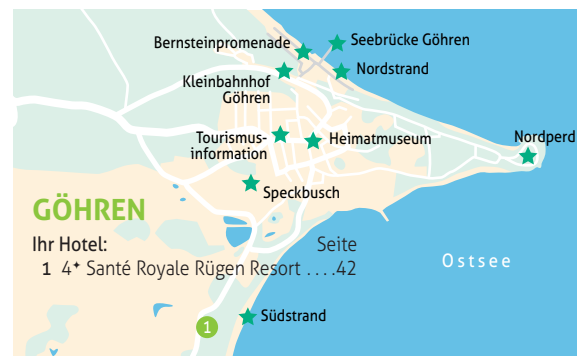 Bernsteinpromenade
Seebrücke Göhren
Kleinbahnhof
Göhren
Nordstrand
Tourismus-
information
Heimatmuseum
Nordperd
Speckbusch
GÖHREN
Ihr Hotel: Seite
1 4✦ Santé Royale Rügen Resort ....42
Ostsee
1
Südstrand